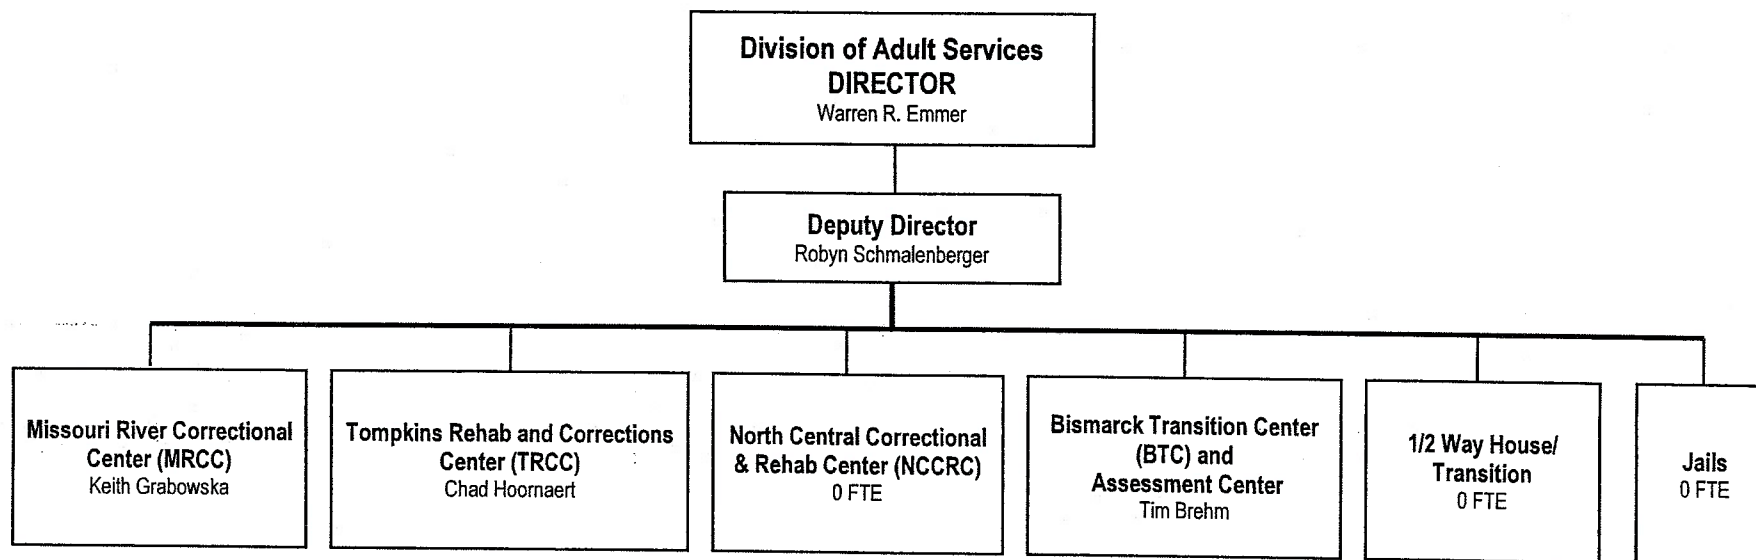 Division of Adult Services
DIRECTOR
Warren R. Emmer
Deputy Director
Robyn Schmalenberger
Missouri River Correctional
Center (MRCC)
Keith Grabowska
Tompkins Rehab and Corrections
Center (TRCC)
Chad Hoornaert
North Central Correctional
& Rehab Center (NCCRC)
0 FTE
Bismarck Transition Center
(BTC) and
Assessment Center
Tim Brehm
1/2 Way House/
Transition
0 FTE
Jails
0 FTE